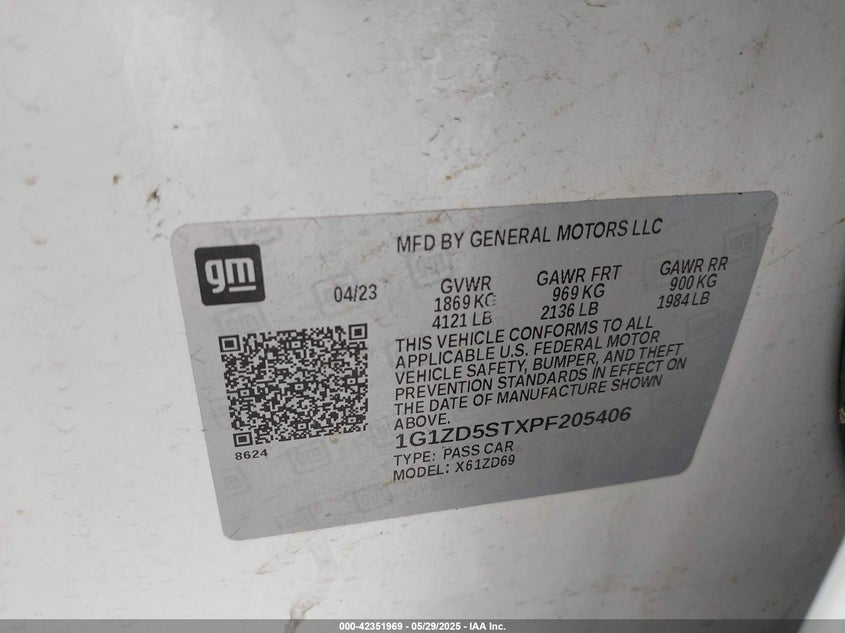 gm
MFD BY GENERAL MOTORS LLC
04/23
GVWR
1869 KG
4121 LB
GAWR FRT
969 KG
2136 LB
GAWR RR
900 KG
1984 LB
THIS VEHICLE CONFORMS TO ALL
APPLICABLE U.S. FEDERAL MOTOR
VEHICLE SAFETY, BUMPER, AND THEFT
PREVENTION STANDARDS IN EFFECT ON
THE DATE OF MANUFACTURE SHOWN
ABOVE.
1G1ZD5STXPF205406
TYPE: PASS CAR
MODEL: X61ZD69
8624
000-42351969 - 05/29/2025 - IAA Inc.